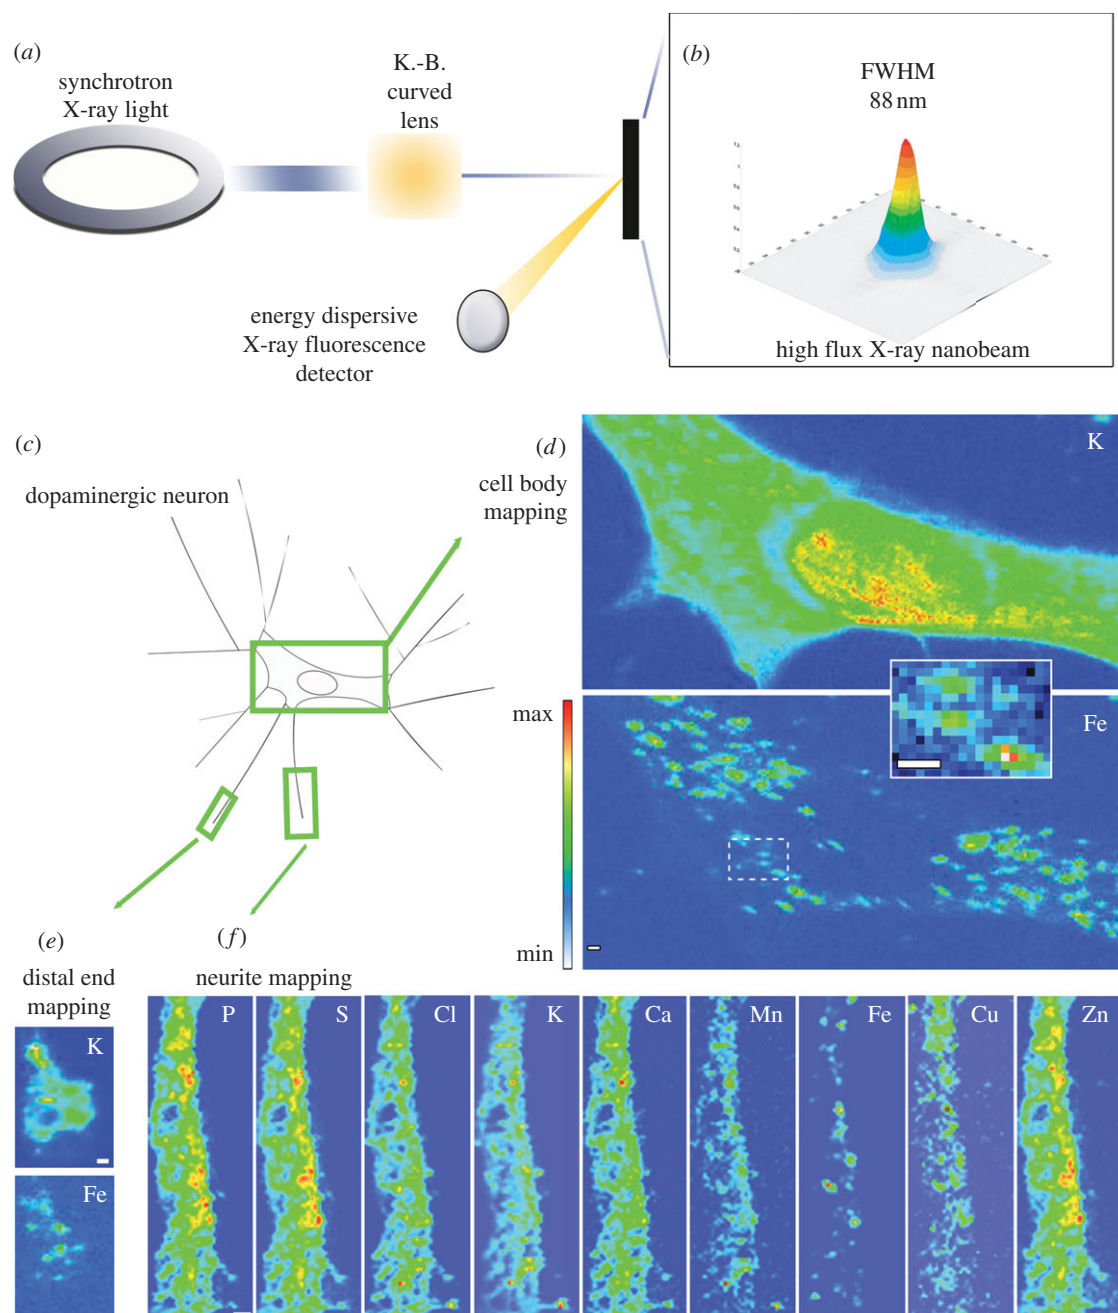 (a)
synchrotron
X-ray light
K.-B.
curved
lens
energy dispersive
X-ray fluorescence
detector
(b)
FWHM
88 nm
high flux X-ray nanobeam
(c)
dopaminergic neuron
cell body
mapping
(d)
K
Fe
max
min
(e)
distal end
mapping
K
Fe
(f)
neurite mapping
P
S
Cl
K
Ca
Mn
Fe
Cu
Zn